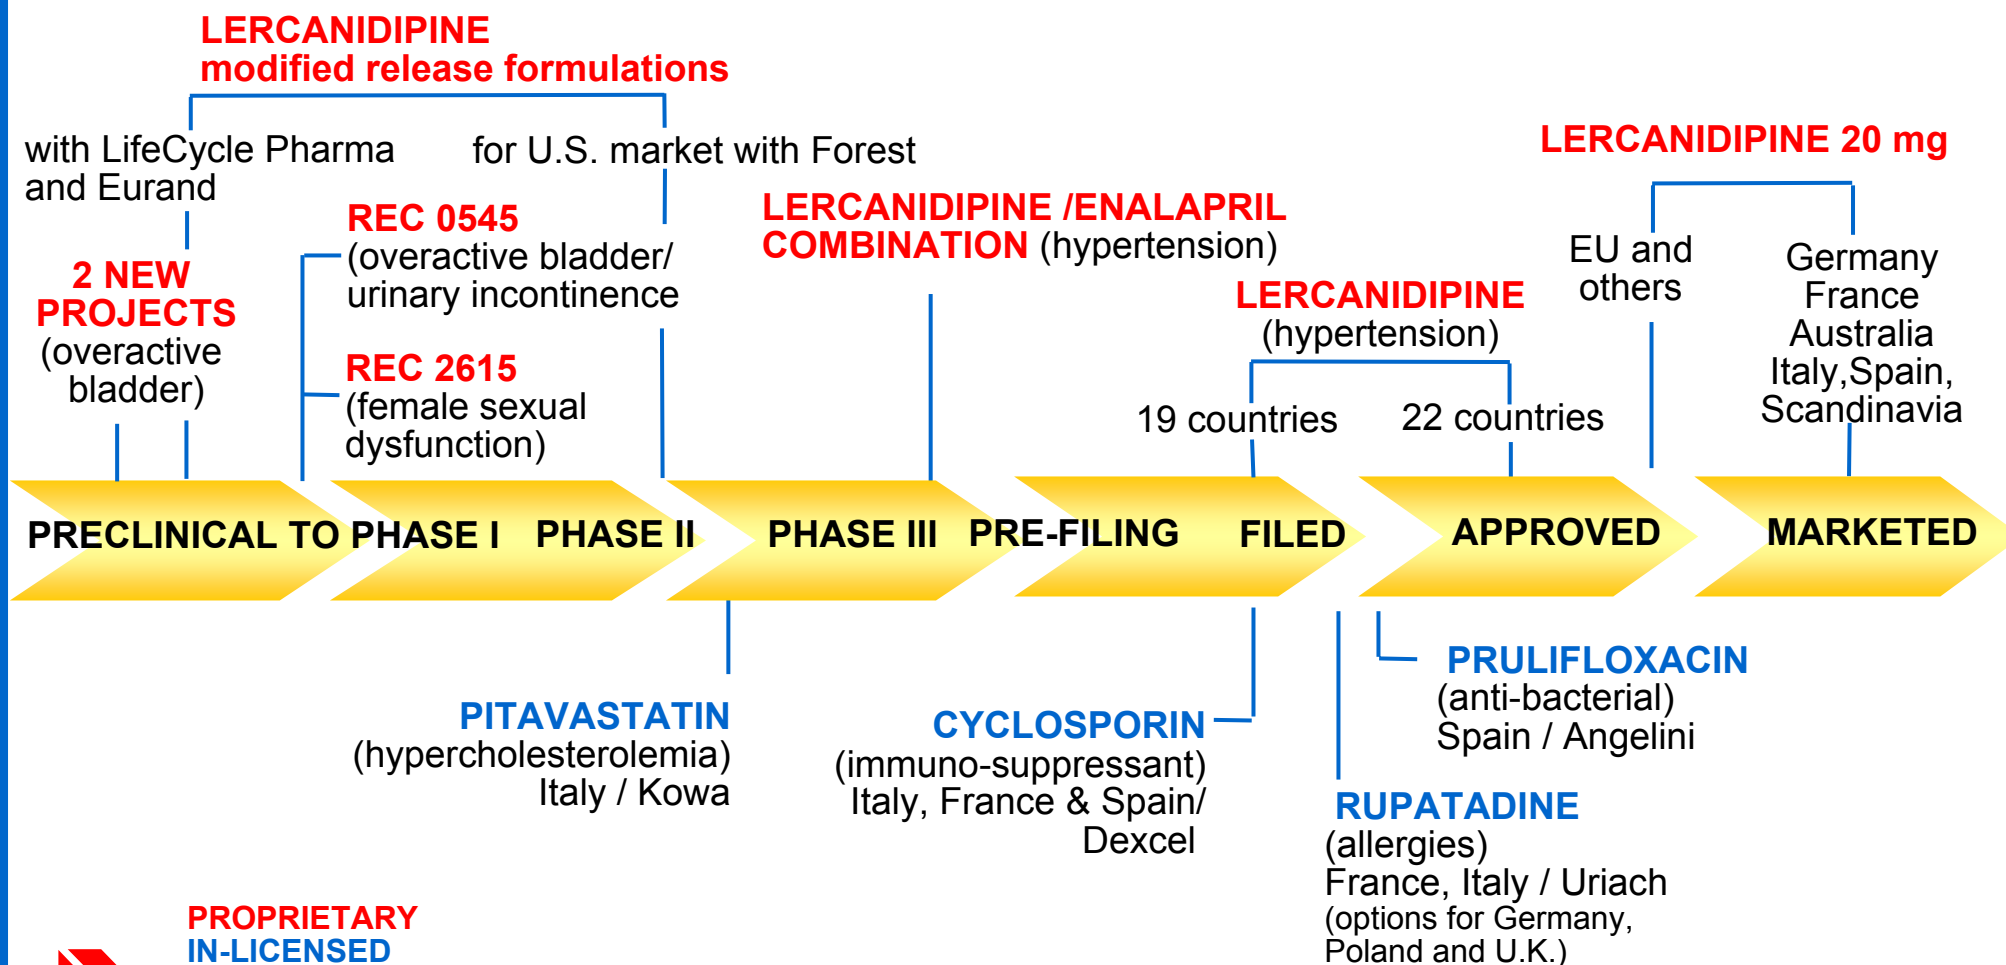 LERCANIDIPINE
modified release formulations
with LifeCycle Pharma
and Eurand
for U.S. market with Forest
2 NEW
PROJECTS
(overactive
bladder)
REC 0545
(overactive bladder/
urinary incontinence
REC 2615
(female sexual
dysfunction)
LERCANIDIPINE /ENALAPRIL
COMBINATION (hypertension)
LERCANIDIPINE
(hypertension)
19 countries
22 countries
LERCANIDIPINE 20 mg
EU and
others
Germany
France
Australia
Italy,Spain,
Scandinavia
PRECLINICAL TO PHASE I PHASE II PHASE III PRE-FILING FILED APPROVED MARKETED
PITAVASTATIN
(hypercholesterolemia)
Italy / Kowa
CYCLOSPORIN
(immuno-suppressant)
Italy, France & Spain/
Dexcel
PRULIFLOXACIN
(anti-bacterial)
Spain / Angelini
RUPATADINE
(allergies)
France, Italy / Uriach
(options for Germany,
Poland and U.K.)
PROPRIETARY
IN-LICENSED